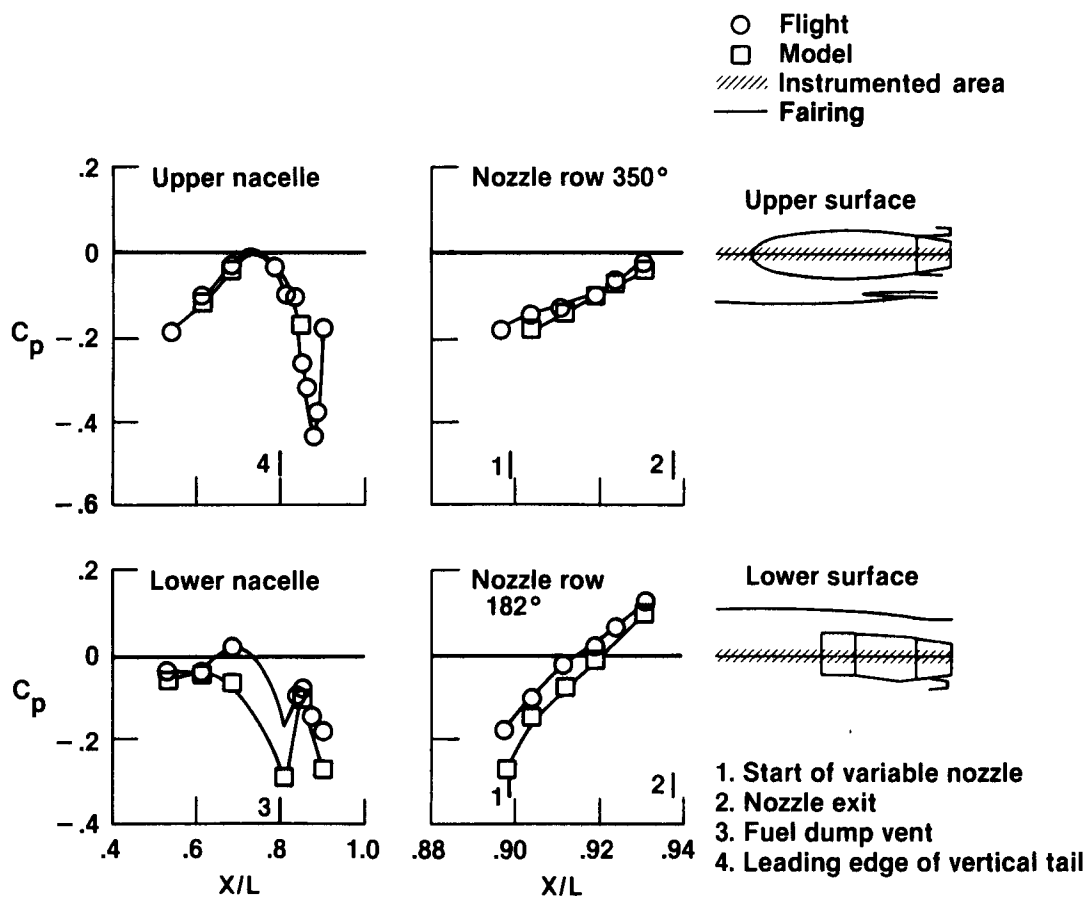 Flight
Model
Instrumented area
Fairing
Upper nacelle
.2
0
Cp
–.2
–.4
–.6
4
Nozzle row 350°
1
2
Upper surface
Lower nacelle
.2
0
Cp
–.2
–.4
3
.4
.6
.8
1.0
X/L
Nozzle row
182°
1
2
.88
.90
.92
.94
X/L
Lower surface
1. Start of variable nozzle
2. Nozzle exit
3. Fuel dump vent
4. Leading edge of vertical tail